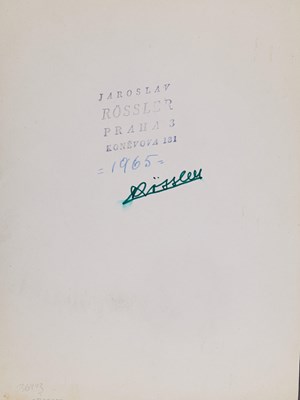 JAROSLAV
RÖSSLER
PRAHA 3
KONĚVOVA 121
= 1965 =
Rössler